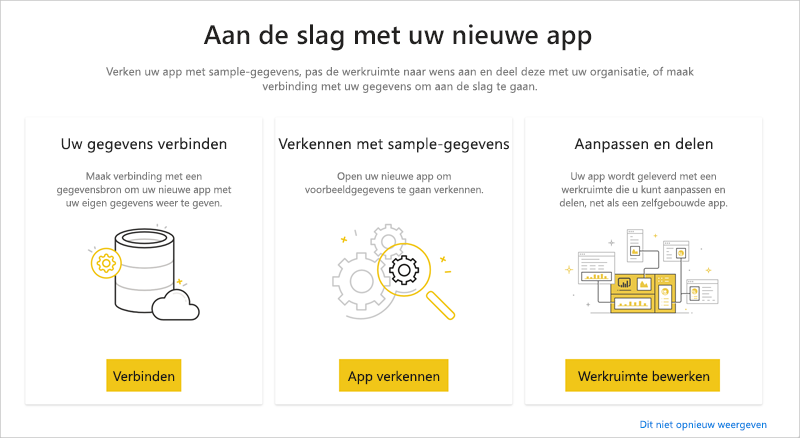 Aan de slag met uw nieuwe app
Verken uw app met sample-gegevens, pas de werkruimte naar wens aan en deel deze met uw organisatie, of maak
verbinding met uw gegevens om aan de slag te gaan.
Uw gegevens verbinden
Maak verbinding met een
gegevensbron om uw nieuwe app met
uw eigen gegevens weer te geven.
Verbinden
Verkennen met sample-gegevens
Open uw nieuwe app om
voorbeeldgegevens te gaan verkennen.
App verkennen
Aanpassen en delen
Uw app wordt geleverd met een
werkruimte die u kunt aanpassen en
delen, net als een zelfgebouwde app.
Werkruimte bewerken
Dit niet opnieuw weergeven